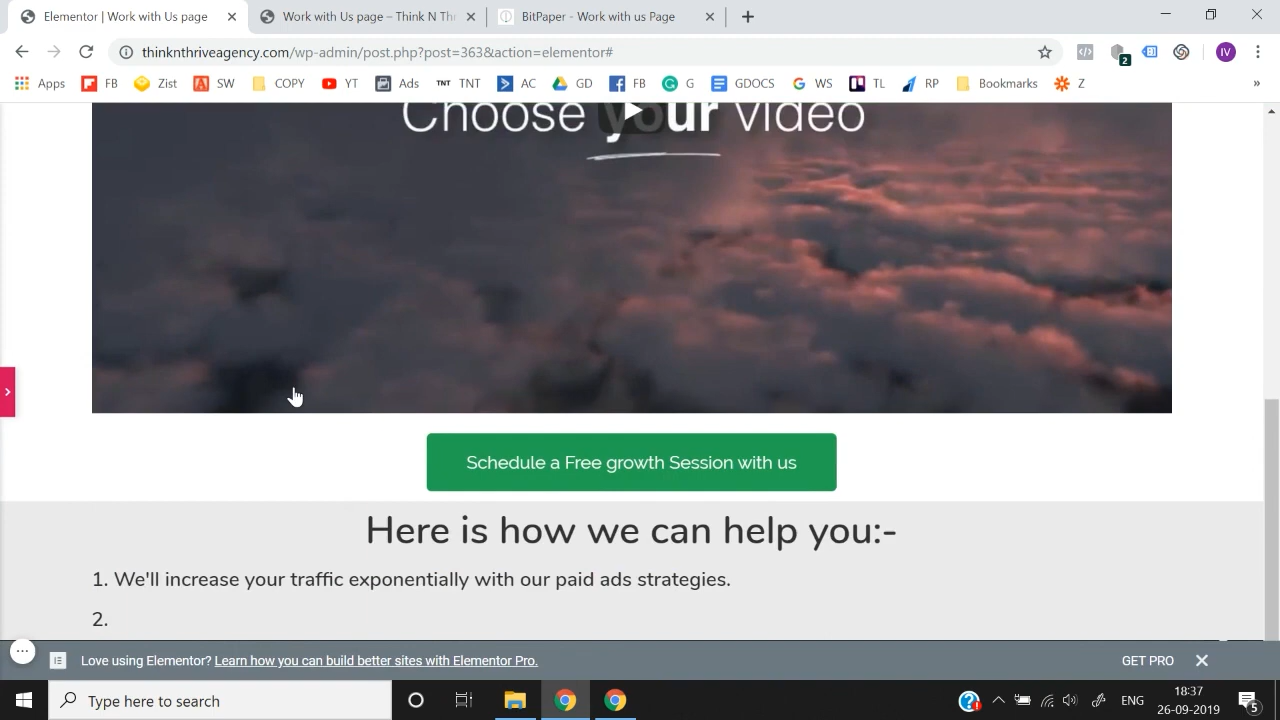 Elementor | Work with Us page
Work with Us page – Think N Thr
BitPaper - Work with us Page
thinknthriveagency.com/wp-admin/post.php?post=363&action=elementor#
2
IV
Apps
FB
Zist
SW
COPY
YT
Ads
TNT TNT
AC
GD
FB
G
GDOCS
WS
TL
RP
Bookmarks
Z
»
Choose your video
Schedule a Free growth Session with us
Here is how we can help you:-
1. We'll increase your traffic exponentially with our paid ads strategies.
2.
Love using Elementor? Learn how you can build better sites with Elementor Pro.
GET PRO
Type here to search
ENG
18:37
26-09-2019
5